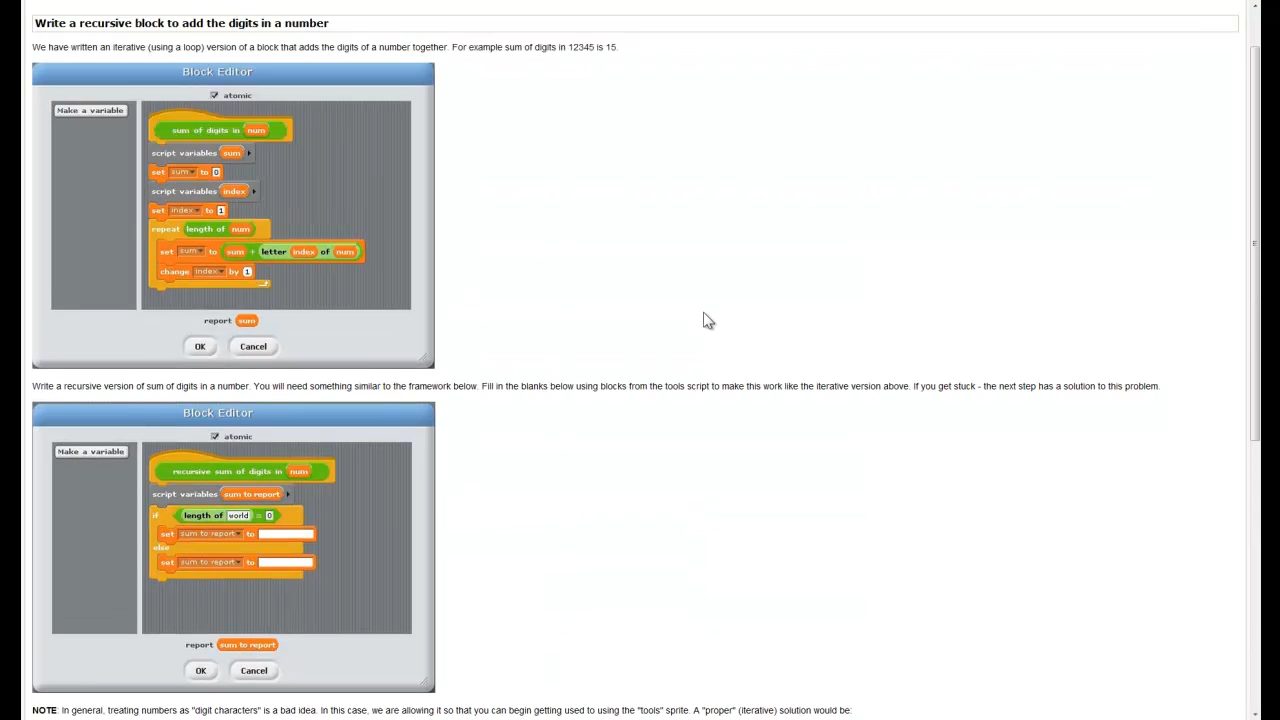 Write a recursive block to add the digits in a number
We have written an iterative (using a loop) version of a block that adds the digits of a number together. For example sum of digits in 12345 is 15.
Block Editor
atomic
Make a variable
sum of digits in num
script variables sum
set sum to 0
script variables index
set index to 1
repeat length of num
set sum to sum + letter index of num
change index by 1
report sum
OK Cancel
Write a recursive version of sum of digits in a number. You will need something similar to the framework below. Fill in the blanks below using blocks from the tools script to make this work like the iterative version above. If you get stuck - the next step has a solution to this problem.
Block Editor
atomic
Make a variable
recursive sum of digits in num
script variables sum to report
if length of world = 0
set sum to report to
else
set sum to report to
report sum to report
OK Cancel
NOTE: In general, treating numbers as "digit characters" is a bad idea. In this case, we are allowing it so that you can begin getting used to using the "tools" sprite. A "proper" (iterative) solution would be: